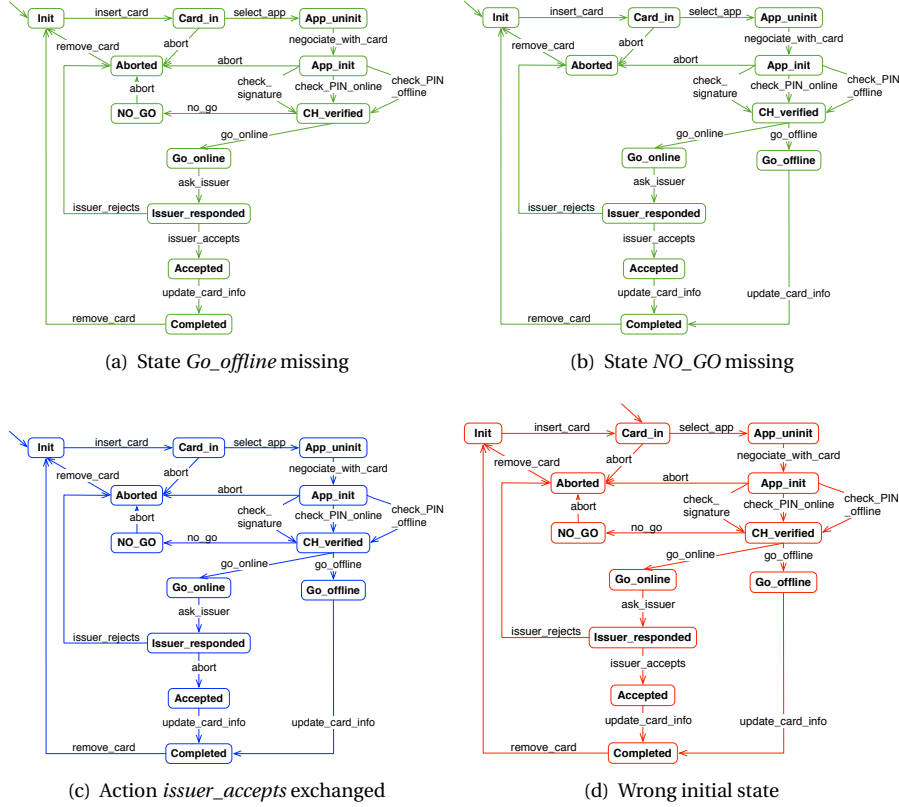 Init
insert_card
Card_in
select_app
App_uninit
negociate_with_card
remove_card
abort
Aborted
abort
App_init
check_
signature
check_PIN_online
check_PIN
_offline
abort
NO_GO
no_go
CH_verified
go_online
Go_online
ask_issuer
issuer_rejects
Issuer_responded
issuer_accepts
Accepted
update_card_info
remove_card
Completed
(a) State Go_offline missing
Init
insert_card
Card_in
select_app
App_uninit
negociate_with_card
remove_card
abort
Aborted
abort
App_init
check_
signature
check_PIN_online
check_PIN
_offline
CH_verified
go_online
go_offline
Go_online
Go_offline
ask_issuer
issuer_rejects
Issuer_responded
issuer_accepts
Accepted
update_card_info
update_card_info
remove_card
Completed
(b) State NO_GO missing
Init
insert_card
Card_in
select_app
App_uninit
negociate_with_card
remove_card
abort
Aborted
abort
App_init
check_
signature
check_PIN_online
check_PIN
_offline
abort
NO_GO
no_go
CH_verified
go_online
go_offline
Go_online
Go_offline
ask_issuer
issuer_rejects
Issuer_responded
abort
Accepted
update_card_info
update_card_info
remove_card
Completed
(c) Action issuer_accepts exchanged
Init
insert_card
Card_in
select_app
App_uninit
negociate_with_card
remove_card
abort
Aborted
abort
App_init
check_
signature
check_PIN_online
check_PIN
_offline
abort
NO_GO
no_go
CH_verified
go_online
go_offline
Go_online
Go_offline
ask_issuer
issuer_rejects
Issuer_responded
issuer_accepts
Accepted
update_card_info
update_card_info
remove_card
Completed
(d) Wrong initial state